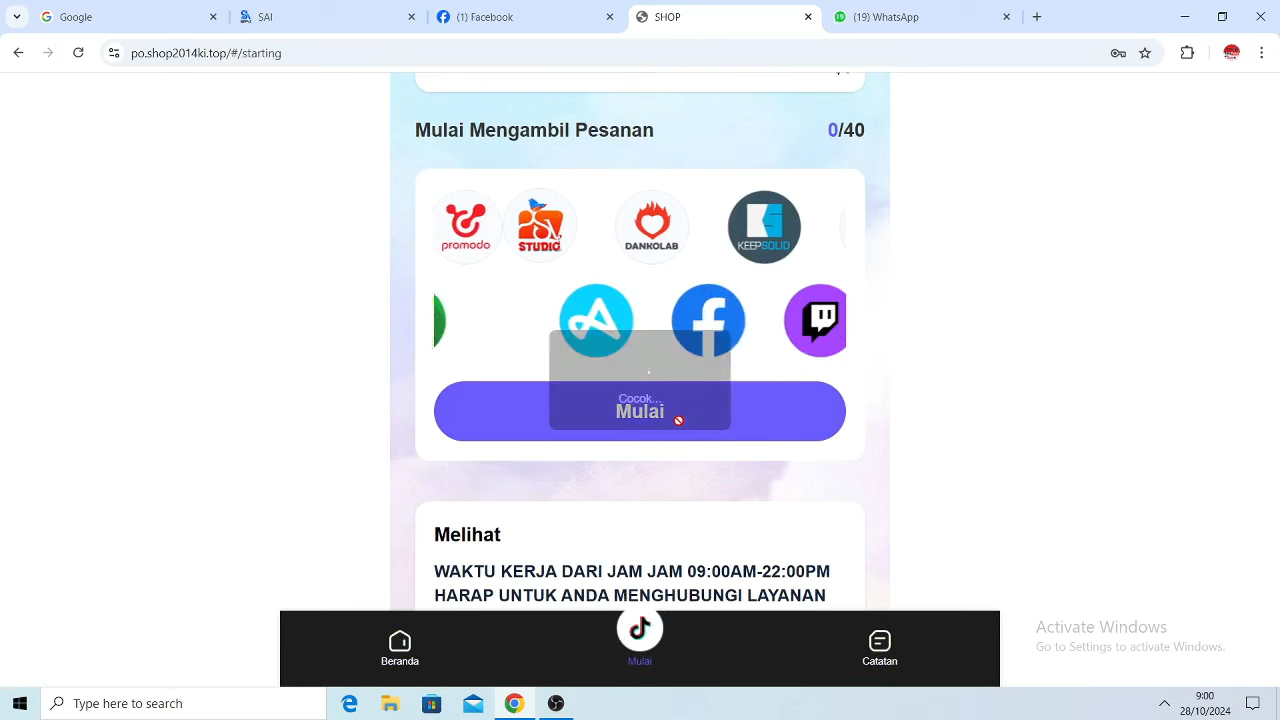 Google
SAI
(1) Facebook
SHOP
(19) WhatsApp
po.shop2014ki.top/#/starting
Mulai Mengambil Pesanan
0/40
promodo
STUDIO
DANKOLAB
KEEPSOLID
Cocok...
Mulai
Melihat
WAKTU KERJA DARI JAM JAM 09:00AM-22:00PM
HARAP UNTUK ANDA MENGHUBUNGI LAYANAN
Beranda
Mulai
Catatan
Activate Windows
Go to Settings to activate Windows.
Type here to search
9:00
28/10/2024